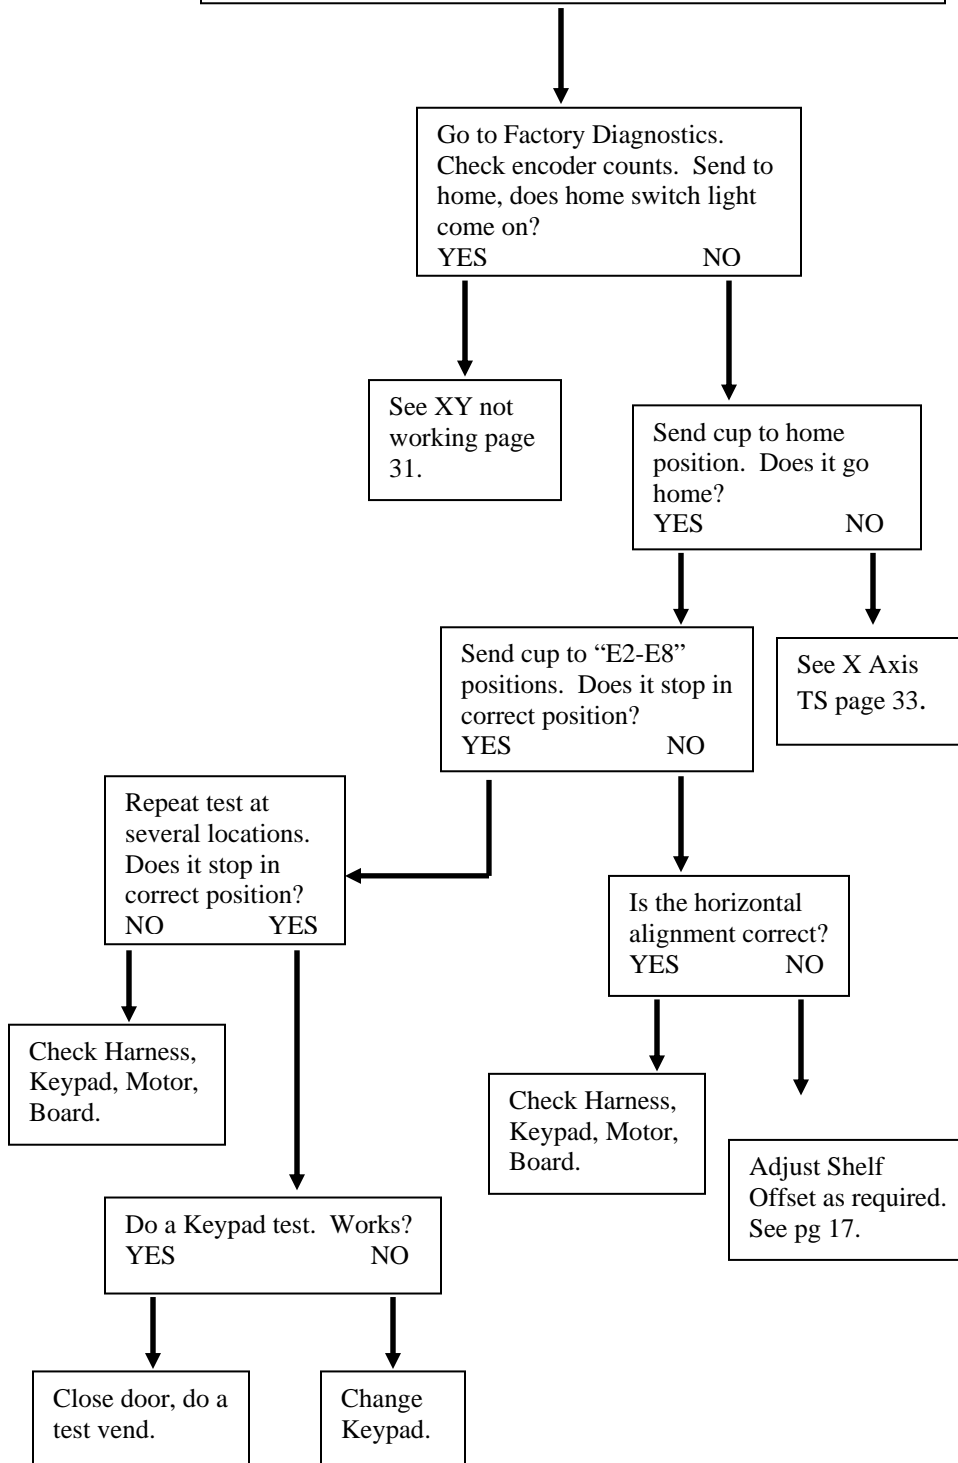 Go to Factory Diagnostics.
Check encoder counts.  Send to
home, does home switch light
come on?
YES NO
See XY not
working page
31.
Send cup to home
position.  Does it go
home?
YES NO
Send cup to “E2-E8”
positions.  Does it stop in
correct position?
YES NO
See X Axis
TS page 33.
Repeat test at
several locations.
Does it stop in
correct position?
NO YES
Is the horizontal
alignment correct?
YES NO
Check Harness,
Keypad, Motor,
Board.
Check Harness,
Keypad, Motor,
Board.
Adjust Shelf
Offset as required.
See pg 17.
Do a Keypad test.  Works?
YES NO
Close door, do a
test vend.
Change
Keypad.